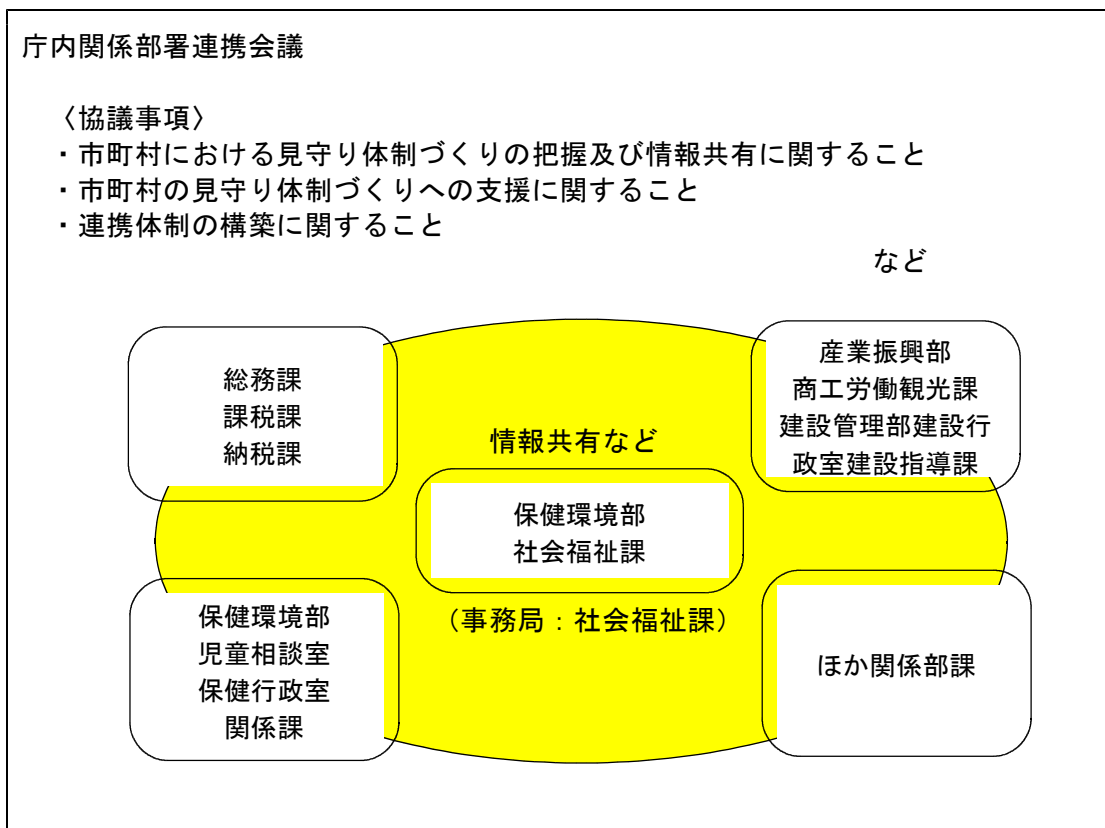 庁内関係部署連携会議
〈協議事項〉
・市町村における見守り体制づくりの把握及び情報共有に関すること
・市町村の見守り体制づくりへの支援に関すること
・連携体制の構築に関すること
など
総務課
課税課
納税課
産業振興部
商工労働観光課
建設管理部建設行
政室建設指導課
情報共有など
保健環境部
社会福祉課
（事務局：社会福祉課）
保健環境部
児童相談室
保健行政室
関係課
ほか関係部課